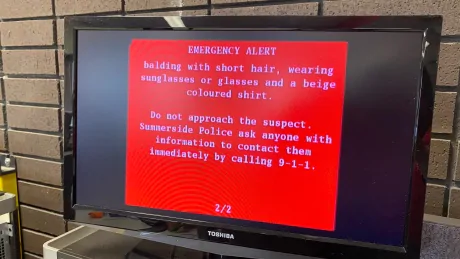 EMERGENCY ALERT
balding with short hair, wearing
sunglasses or glasses and a beige
coloured shirt.
Do not approach the suspect.
Summerside Police ask anyone with
information to contact them
immediately by calling 9-1-1.
2/2
TOSHIBA